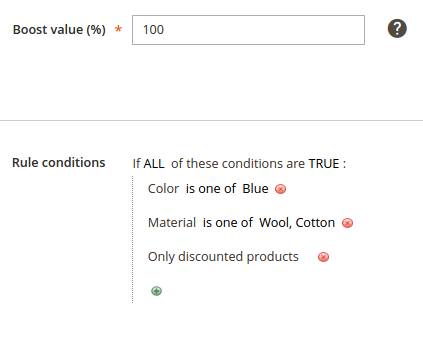 Boost value (%) * 100 ?
Rule conditions If ALL of these conditions are TRUE :
Color is one of Blue
Material is one of Wool, Cotton
Only discounted products